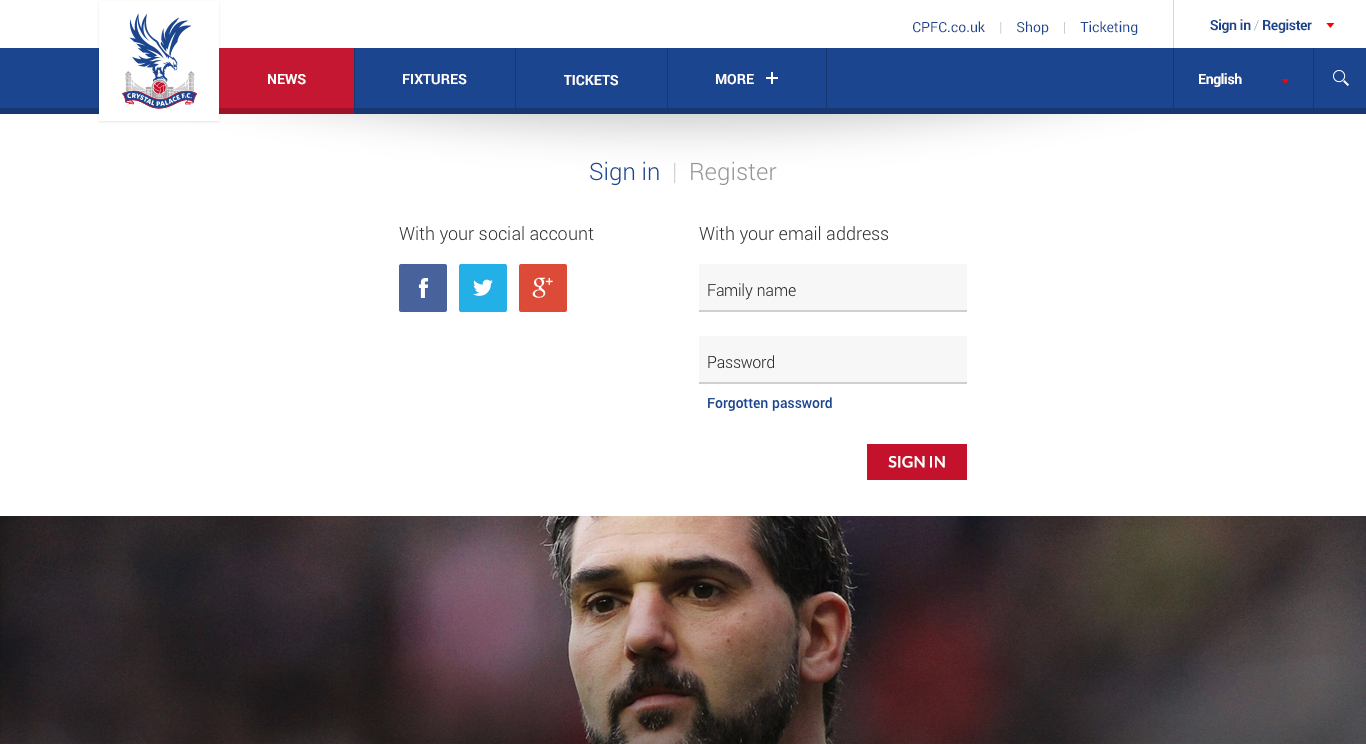 CPFC.co.uk | Shop | Ticketing
Sign in / Register
CRYSTAL PALACE F.C.
NEWS
FIXTURES
TICKETS
MORE +
English
Sign in | Register
With your social account
With your email address
f
g+
Family name
Password
Forgotten password
SIGN IN